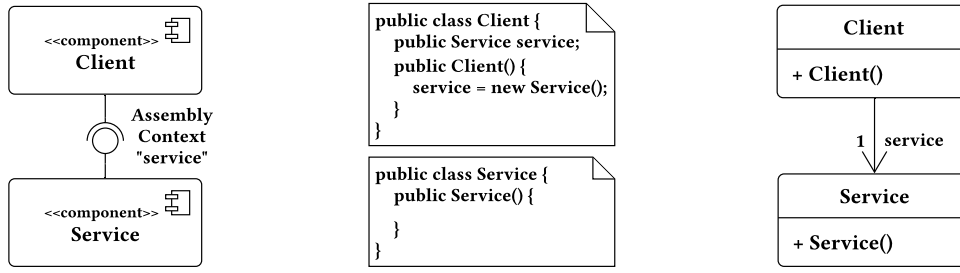 <<component>>
Client
Assembly
Context
"service"
<<component>>
Service
public class Client {
public Service service;
public Client() {
service = new Service();
}
}
public class Service {
public Service() {
}
}
Client
+ Client()
1 service
Service
+ Service()